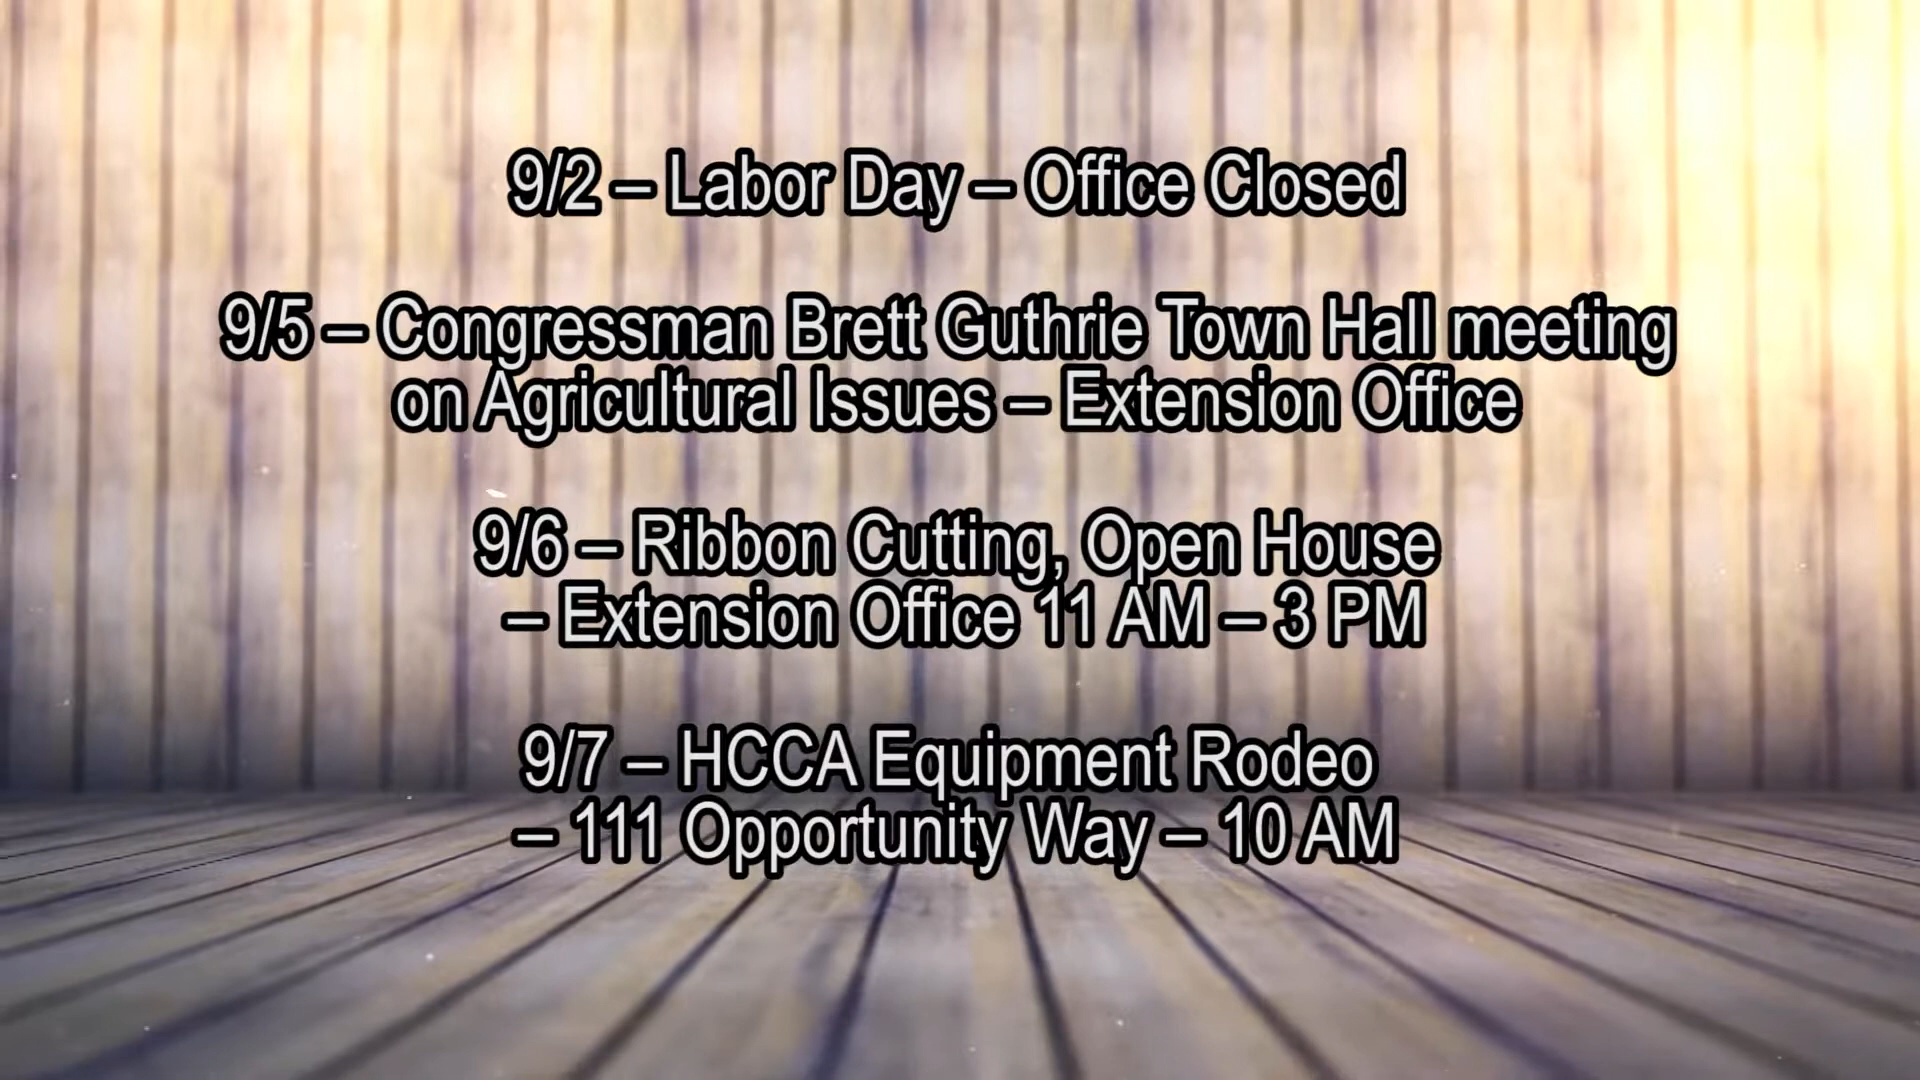 9/2 – Labor Day – Office Closed
9/5 – Congressman Brett Guthrie Town Hall meeting
on Agricultural Issues – Extension Office
9/6 – Ribbon Cutting, Open House
– Extension Office 11 AM – 3 PM
9/7 – HCCA Equipment Rodeo
– 111 Opportunity Way – 10 AM